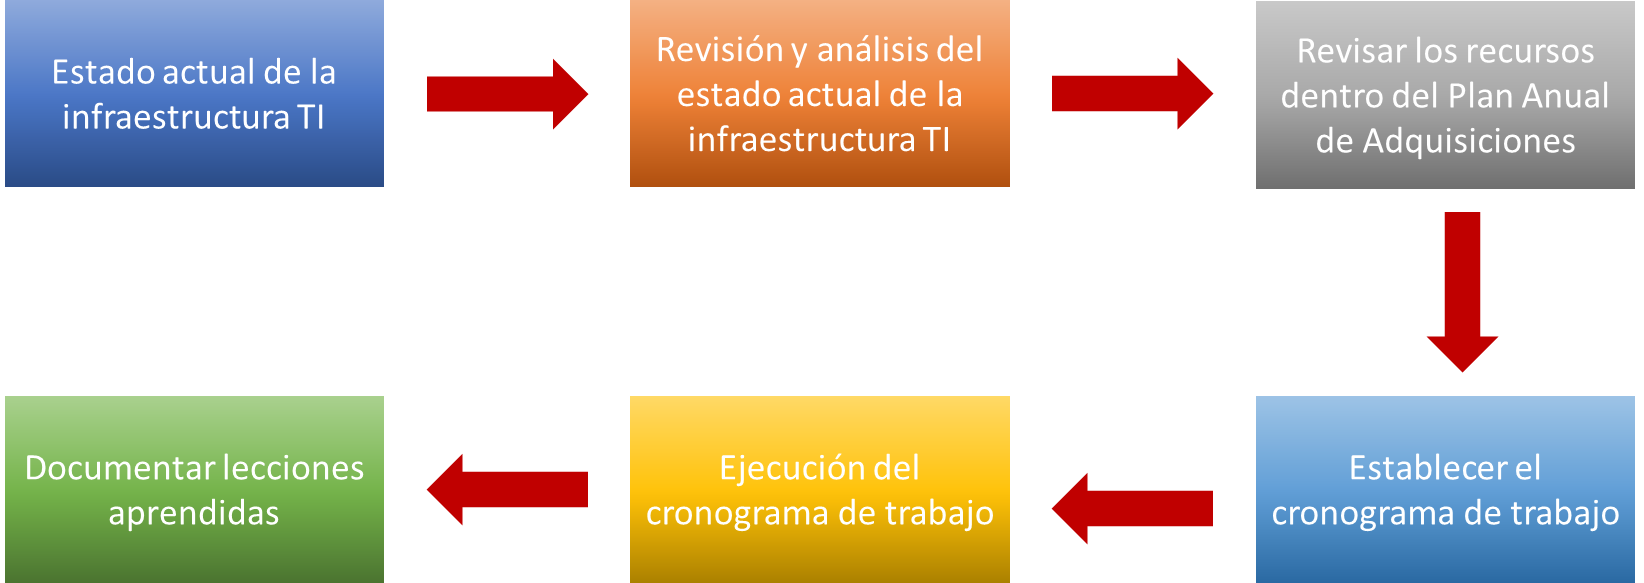 Estado actual de la
infraestructura TI
Revisión y análisis del
estado actual de la
infraestructura TI
Revisar los recursos
dentro del Plan Anual
de Adquisiciones
Establecer el
cronograma de trabajo
Ejecución del
cronograma de trabajo
Documentar lecciones
aprendidas